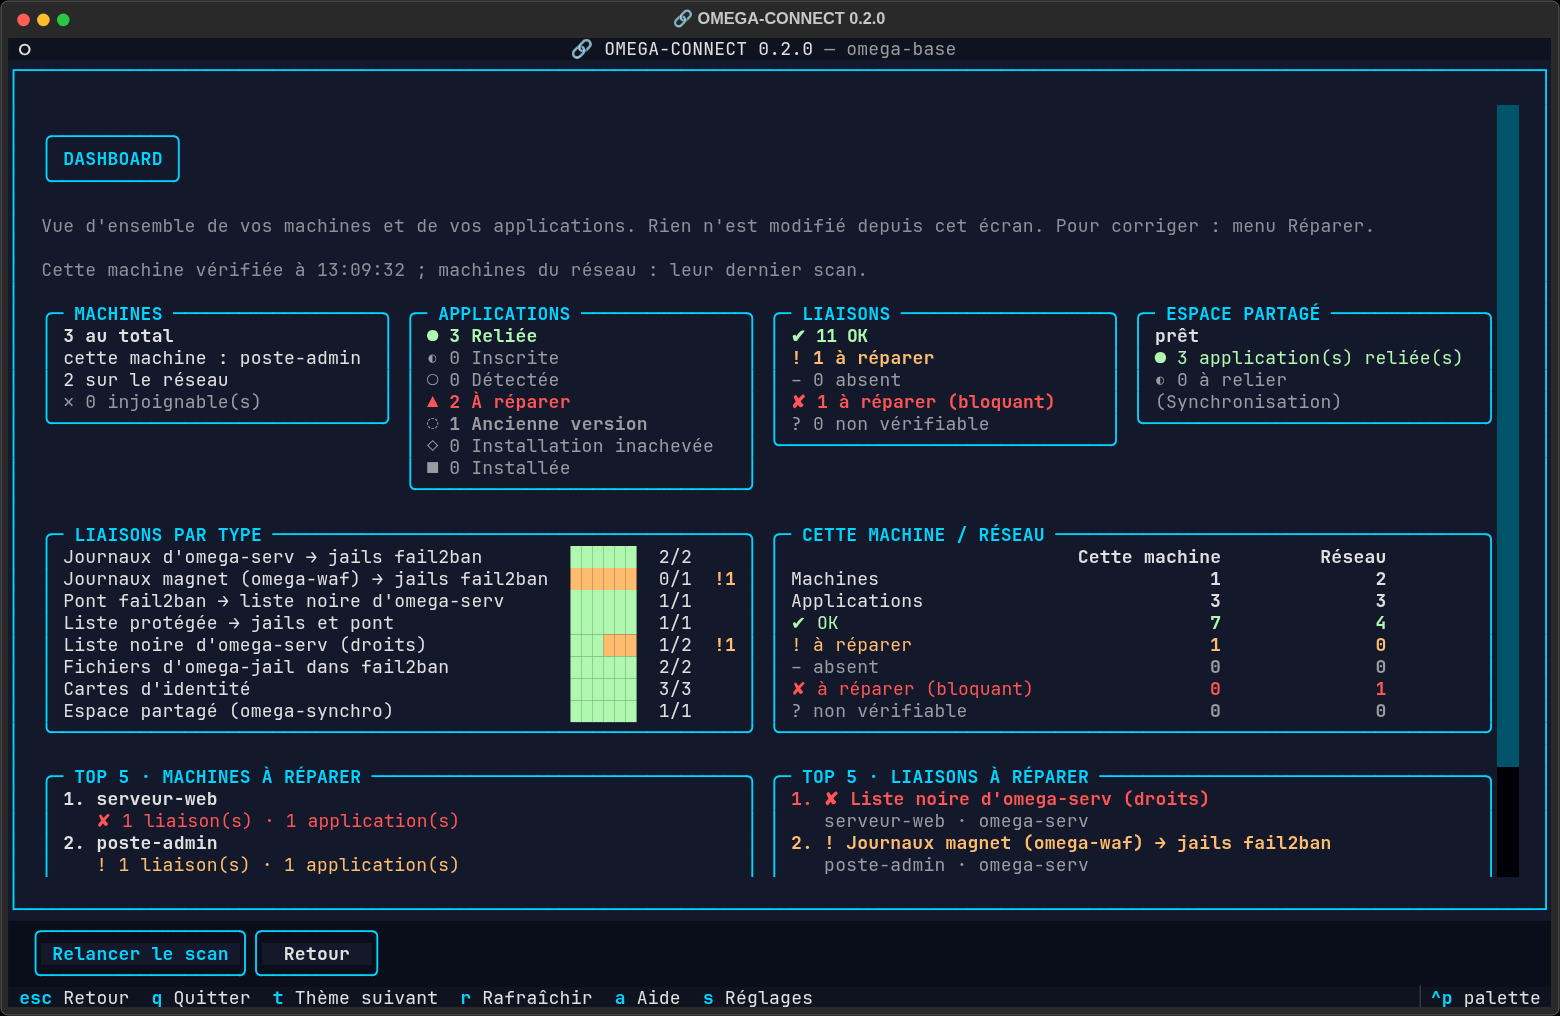 🔗 OMEGA-CONNECT 0.2.0
🔗 OMEGA-CONNECT 0.2.0 — omega-base
DASHBOARD
Vue d'ensemble de vos machines et de vos applications. Rien n'est modifié depuis cet écran. Pour corriger : menu Réparer.
Cette machine vérifiée à 13:09:32 ; machines du réseau : leur dernier scan.
MACHINES
3 au total
cette machine : poste-admin
2 sur le réseau
× 0 injoignable(s)
APPLICATIONS
● 3 Reliée
◐ 0 Inscrite
○ 0 Détectée
▲ 2 À réparer
◌ 1 Ancienne version
◇ 0 Installation inachevée
■ 0 Installée
LIAISONS
✔ 11 OK
! 1 à réparer
– 0 absent
✘ 1 à réparer (bloquant)
? 0 non vérifiable
ESPACE PARTAGÉ
prêt
● 3 application(s) reliée(s)
◐ 0 à relier
(Synchronisation)
LIAISONS PAR TYPE
Journaux d'omega-serv → jails fail2ban 2/2
Journaux magnet (omega-waf) → jails fail2ban 0/1 !1
Pont fail2ban → liste noire d'omega-serv 1/1
Liste protégée → jails et pont 1/1
Liste noire d'omega-serv (droits) 1/2 !1
Fichiers d'omega-jail dans fail2ban 2/2
Cartes d'identité 3/3
Espace partagé (omega-synchro) 1/1
CETTE MACHINE / RÉSEAU
Cette machine Réseau
Machines 1 2
Applications 3 3
✔ OK 7 4
! à réparer 1 0
– absent 0 0
✘ à réparer (bloquant) 0 1
? non vérifiable 0 0
TOP 5 · MACHINES À RÉPARER
1. serveur-web
✘ 1 liaison(s) · 1 application(s)
2. poste-admin
! 1 liaison(s) · 1 application(s)
TOP 5 · LIAISONS À RÉPARER
1. ✘ Liste noire d'omega-serv (droits)
serveur-web · omega-serv
2. ! Journaux magnet (omega-waf) → jails fail2ban
poste-admin · omega-serv
Relancer le scan
Retour
esc Retour q Quitter t Thème suivant r Rafraîchir a Aide s Réglages ^p palette